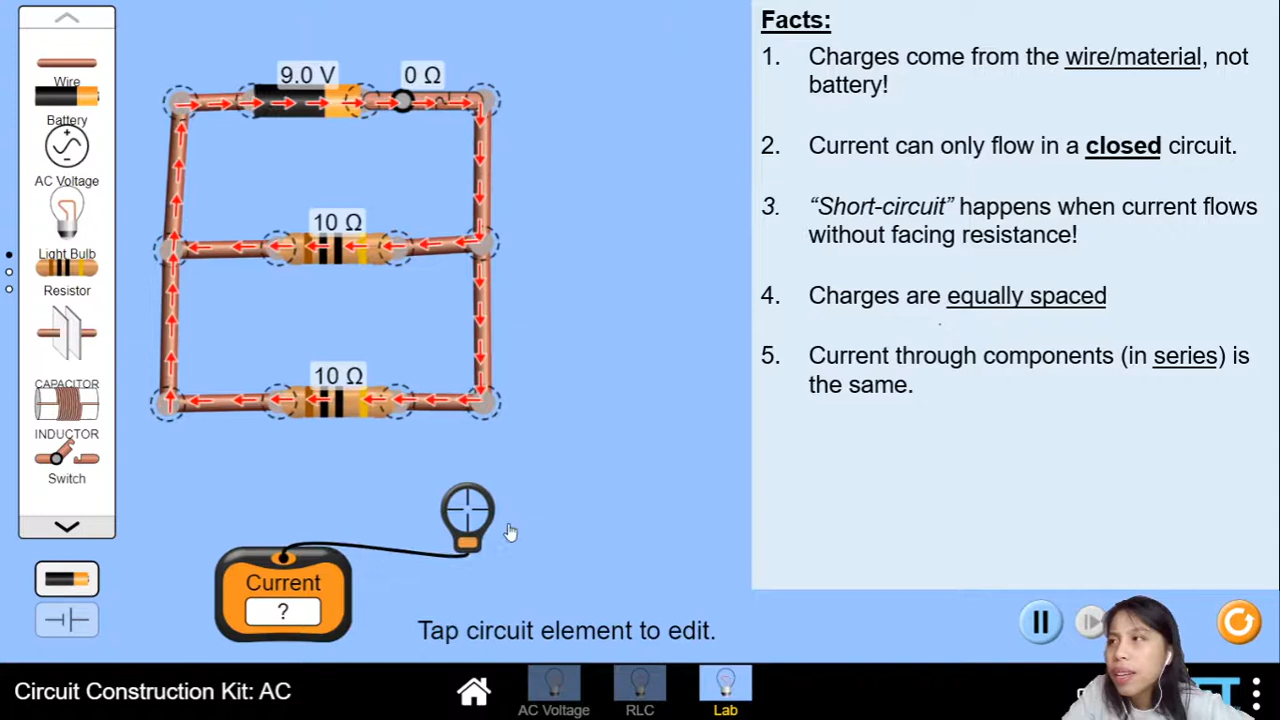 Wire
Battery
AC Voltage
Light Bulb
Resistor
CAPACITOR
INDUCTOR
Switch
9.0 V
0 Ω
10 Ω
10 Ω
Current
?
Tap circuit element to edit.
Facts:
1. Charges come from the wire/material, not
battery!
2. Current can only flow in a closed circuit.
3. “Short-circuit” happens when current flows
without facing resistance!
4. Charges are equally spaced
5. Current through components (in series) is
the same.
Circuit Construction Kit: AC
AC Voltage
RLC
Lab